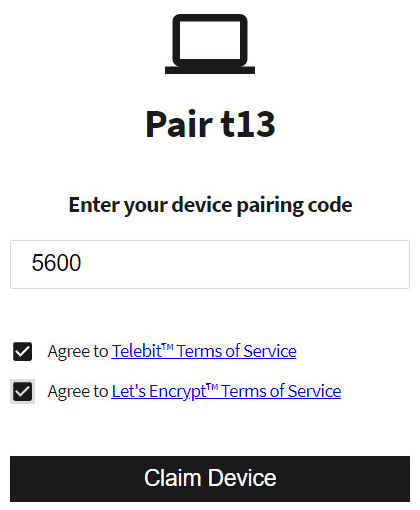 Pair t13
Enter your device pairing code
5600
Agree to Telebit™ Terms of Service
Agree to Let's Encrypt™ Terms of Service
Claim Device